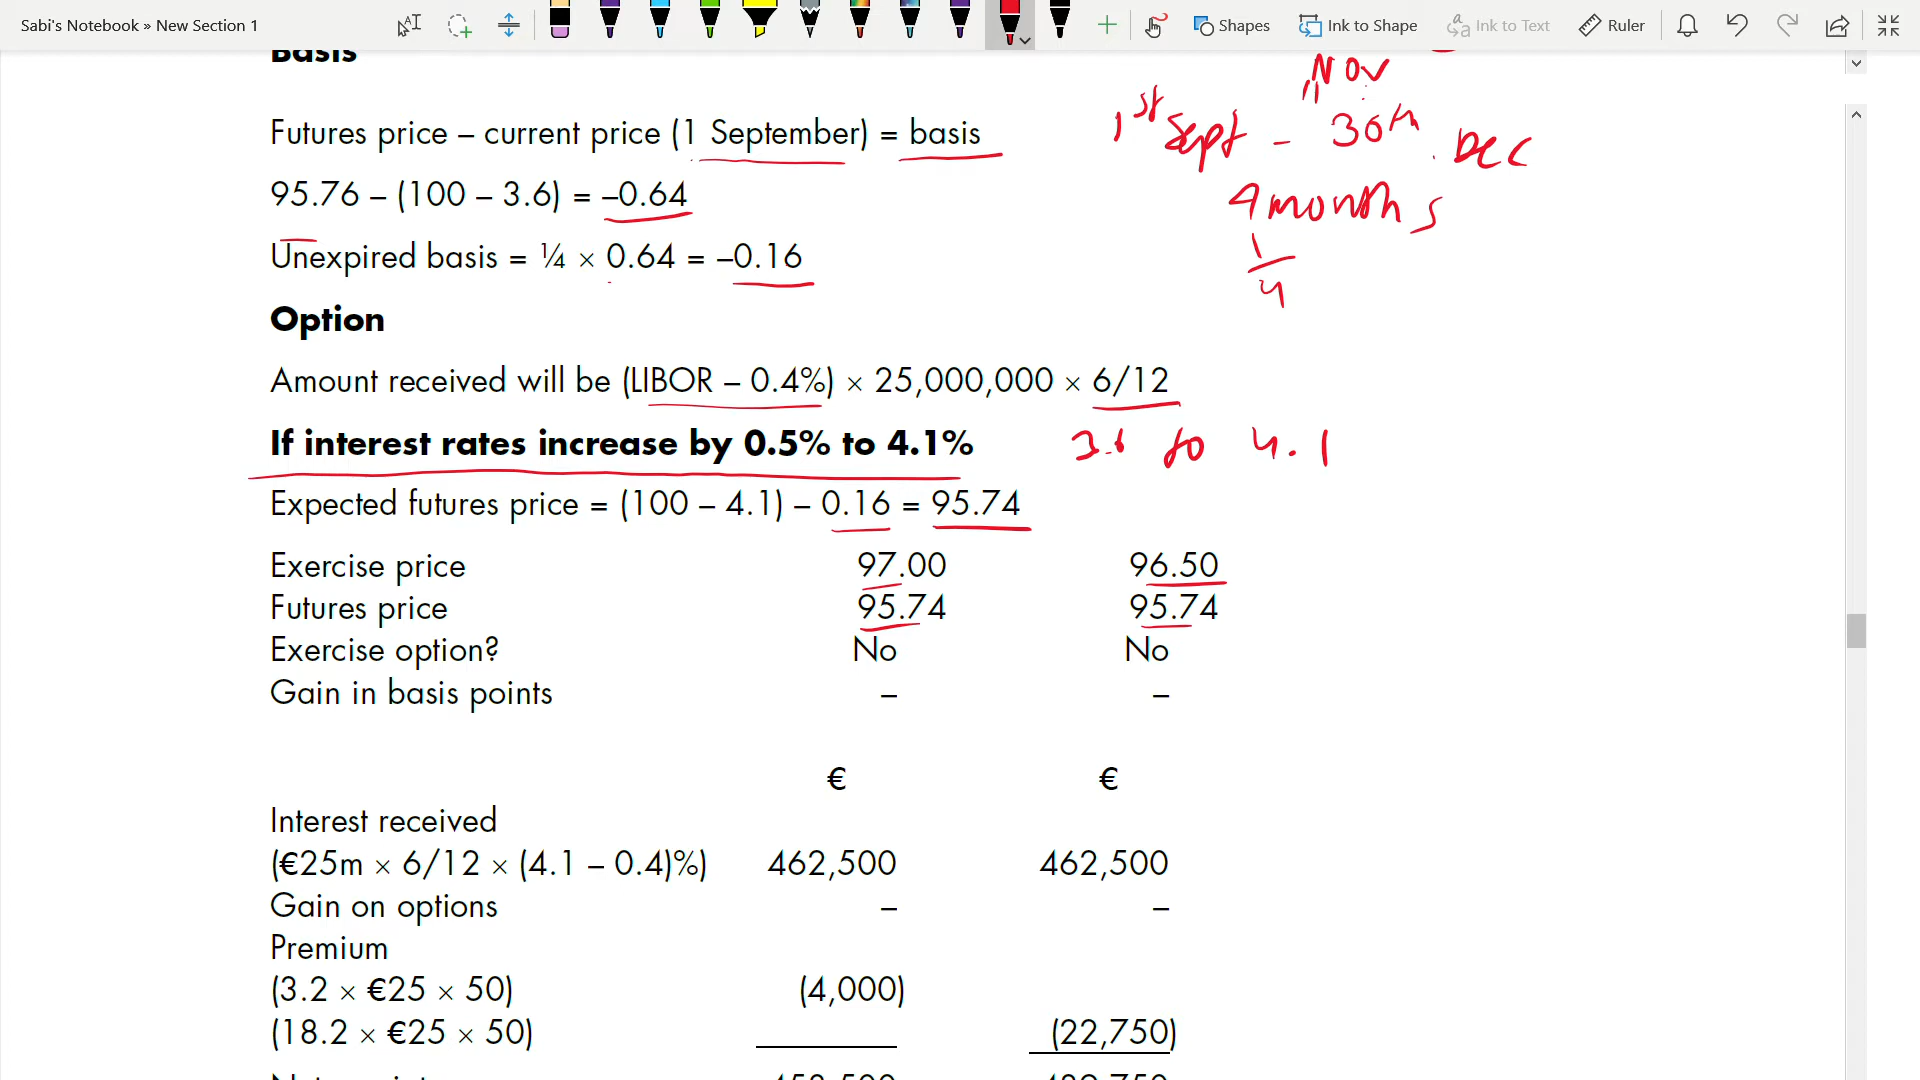 Sabi's Notebook » New Section 1
Shapes
Ink to Shape
Ink to Text
Ruler
Basis
Nov
Futures price – current price (1 September) = basis
1st Sept – 30th . Dec
95.76 – (100 – 3.6) = –0.64
4 months
Unexpired basis = ¼ × 0.64 = –0.16
1
4
Option
Amount received will be (LIBOR – 0.4%) × 25,000,000 × 6/12
If interest rates increase by 0.5% to 4.1%
3.6 to 4.1
Expected futures price = (100 – 4.1) – 0.16 = 95.74
Exercise price 97.00 96.50
Futures price 95.74 95.74
Exercise option? No No
Gain in basis points – –
€ €
Interest received
(€25m × 6/12 × (4.1 – 0.4)%) 462,500 462,500
Gain on options – –
Premium
(3.2 × €25 × 50) (4,000)
(18.2 × €25 × 50) (22,750)